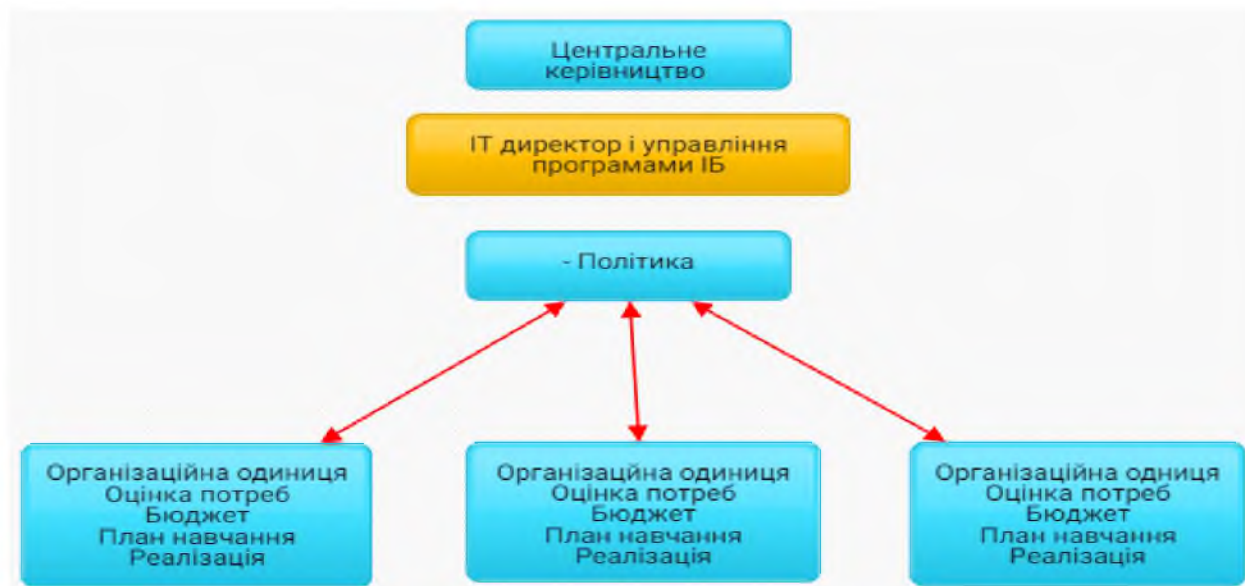 Центральне
керівництво
ІТ директор і управління
програмами ІБ
- Політика
Організаційна одиниця
Оцінка потреб
Бюджет
План навчання
Реалізація
Організаційна одиниця
Оцінка потреб
Бюджет
План навчання
Реалізація
Організаційна одниця
Оцінка потреб
Бюджет
План навчання
Реалізація